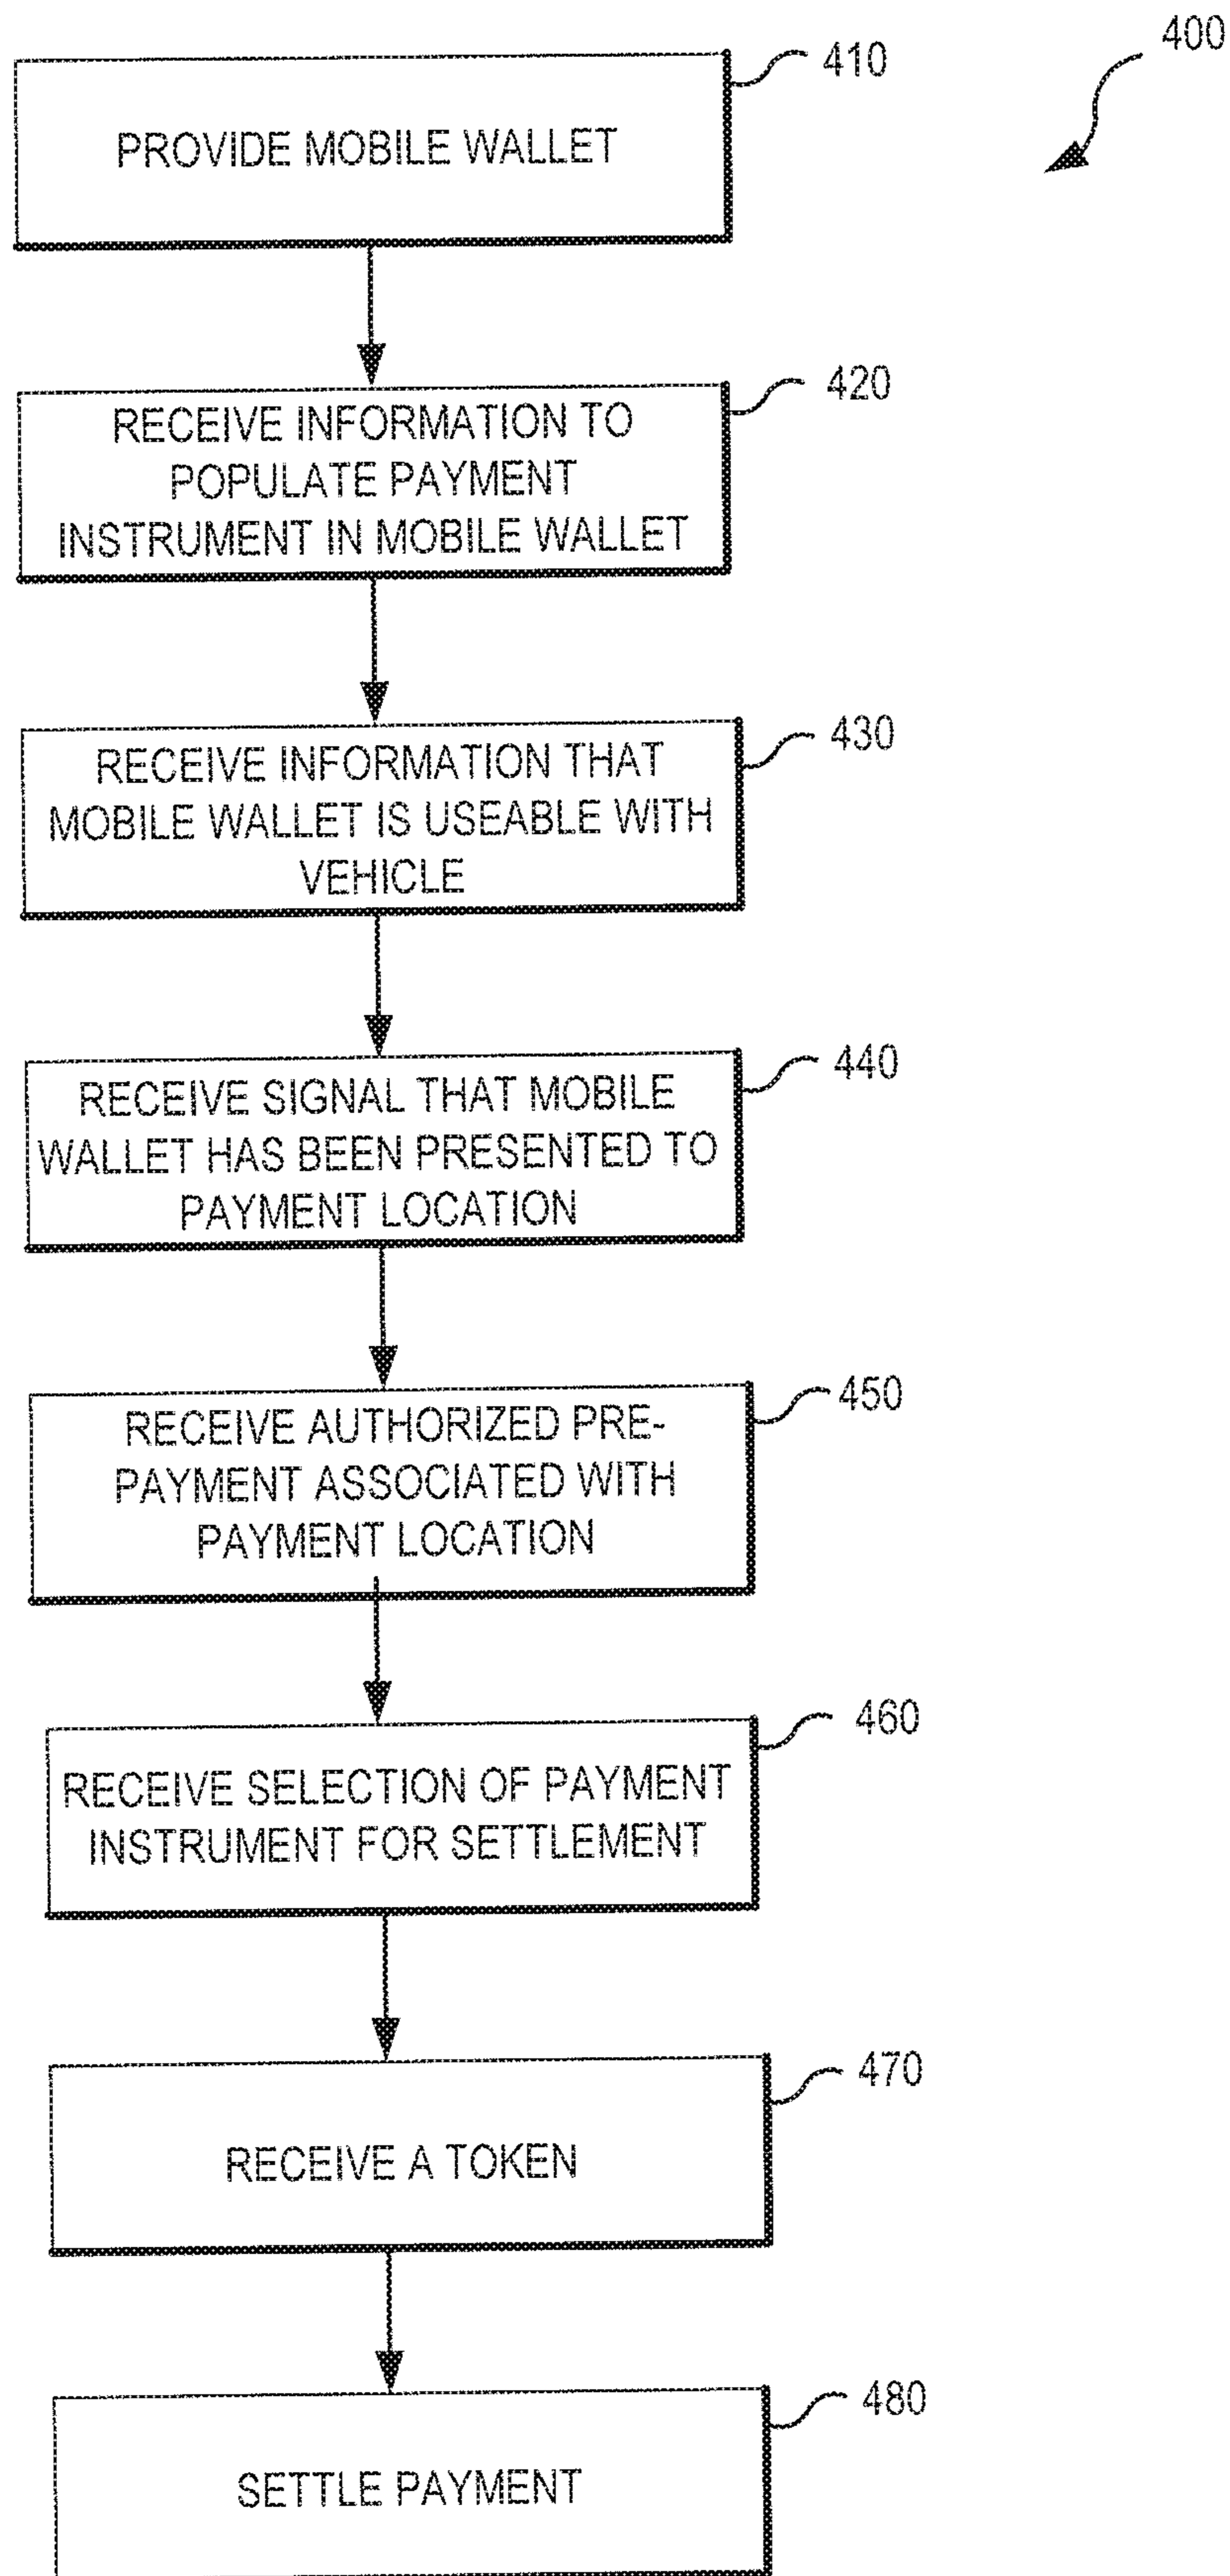 400
410
PROVIDE MOBILE WALLET
420
RECEIVE INFORMATION TO
POPULATE PAYMENT
INSTRUMENT IN MOBILE WALLET
430
RECEIVE INFORMATION THAT
MOBILE WALLET IS USEABLE WITH
VEHICLE
440
RECEIVE SIGNAL THAT MOBILE
WALLET HAS BEEN PRESENTED TO
PAYMENT LOCATION
450
RECEIVE AUTHORIZED PRE-
PAYMENT ASSOCIATED WITH
PAYMENT LOCATION
460
RECEIVE SELECTION OF PAYMENT
INSTRUMENT FOR SETTLEMENT
470
RECEIVE A TOKEN
480
SETTLE PAYMENT